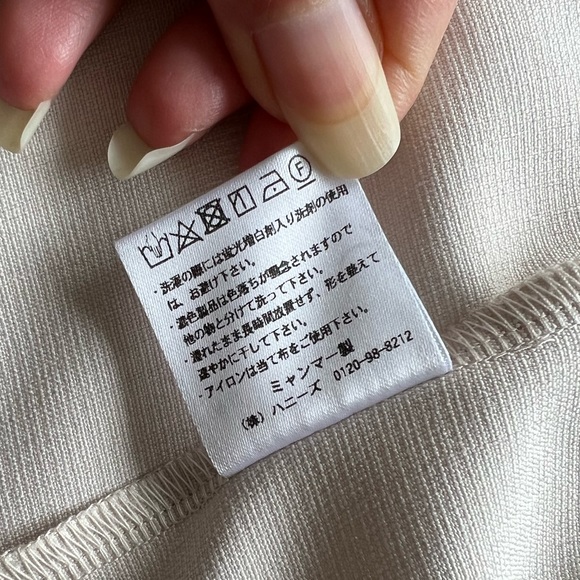 F
・洗濯の際には蛍光増白剤入り洗剤の使用
は、お避け下さい。
・濃色製品は色落ちが懸念されますので
他の物と分けて洗って下さい。
・濡れたまま長時間放置せず、形を整えて
速やかに干して下さい。
・アイロンは当て布をご使用下さい。
ミャンマー製
(株)ハニーズ 0120-98-8212